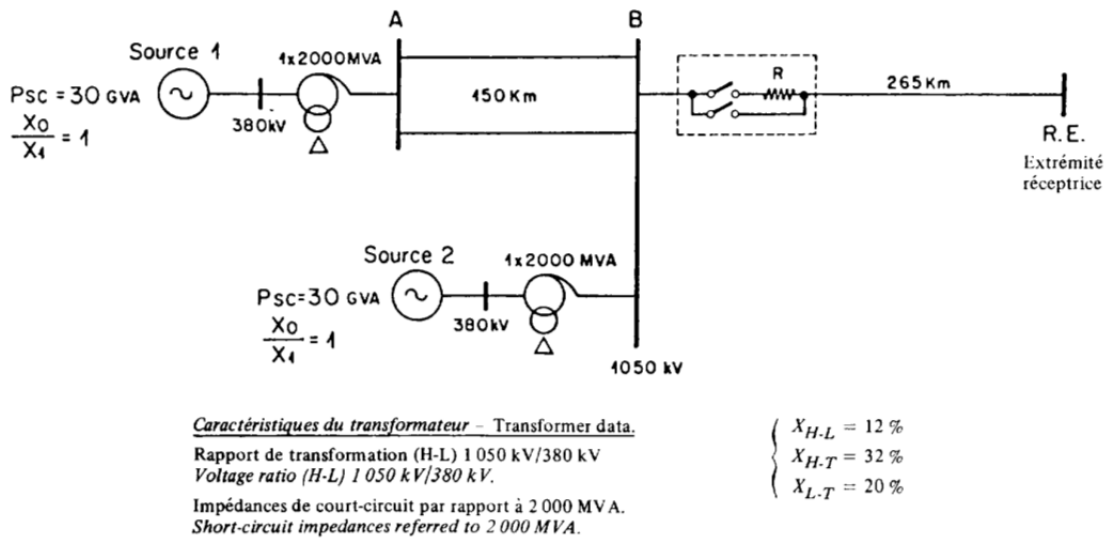 A
B
Source 1
1x2000 MVA
R
PSC = 30 GVA
150 Km
265 Km
X0
X1
= 1
380kV
Δ
R.E.
Extrémité
réceptrice
Source 2
1x2000 MVA
PSC=30 GVA
X0
X1
= 1
380kV
Δ
1050 kV
Caractéristiques du transformateur – Transformer data.
Rapport de transformation (H-L) 1 050 kV/380 kV
Voltage ratio (H-L) 1 050 kV/380 kV.
Impédances de court-circuit par rapport à 2 000 MVA.
Short-circuit impedances referred to 2 000 MVA.
XH-L = 12 %
XH-T = 32 %
XL-T = 20 %